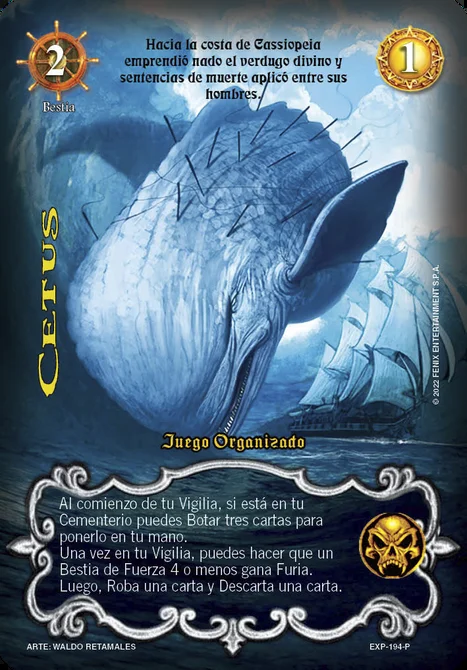 2
Bestia
Hacia la costa de Cassiopeia
emprendió nado el verdugo divino y
sentencias de muerte aplicó entre sus
hombres.
1
Cetus
© 2022 FENIX ENTERTAINMENT S.P.A.
Juego Organizado
Al comienzo de tu Vigilia, si está en tu
Cementerio puedes Botar tres cartas para
ponerlo en tu mano.
Una vez en tu Vigilia, puedes hacer que un
Bestia de Fuerza 4 o menos gana Furia.
Luego, Roba una carta y Descarta una carta.
ARTE: WALDO RETAMALES
EXP-194-P